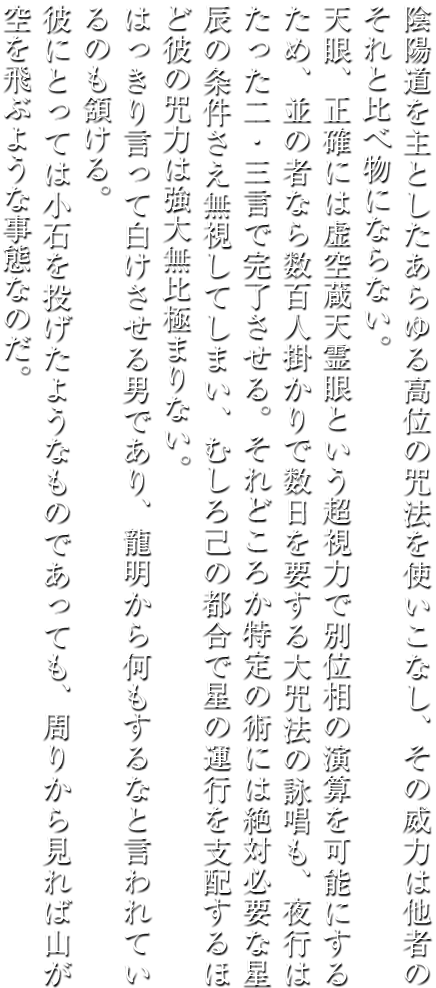 陰陽道を主としたあらゆる高位の咒法を使いこなし、その威力は他者の
それと比べ物にならない。
天眼、正確には虚空蔵天霊眼という超視力で別位相の演算を可能にする
ため、並の者なら数百人掛かりで数日を要する大咒法の詠唱も、夜行は
たった二・三言で完了させる。それどころか特定の術には絶対必要な星
辰の条件さえ無視してしまい、むしろ己の都合で星の運行を支配するほ
ど彼の咒力は強大無比極まりない。
はっきり言って白けさせる男であり、龍明から何もするなと言われてい
るのも頷ける。
彼にとっては小石を投げたようなものであっても、周りから見れば山が
空を飛ぶような事態なのだ。